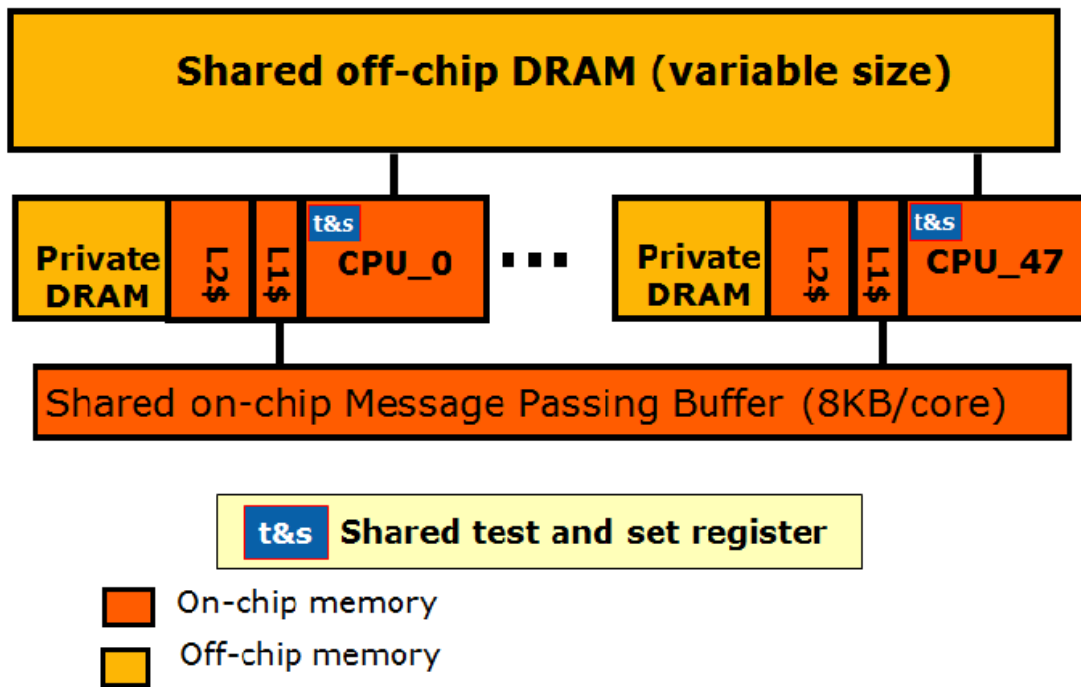 Shared off-chip DRAM (variable size)
Private
DRAM
L2$
L1$
t&s
CPU_0
...
Private
DRAM
L2$
L1$
t&s
CPU_47
Shared on-chip Message Passing Buffer (8KB/core)
t&s Shared test and set register
On-chip memory
Off-chip memory